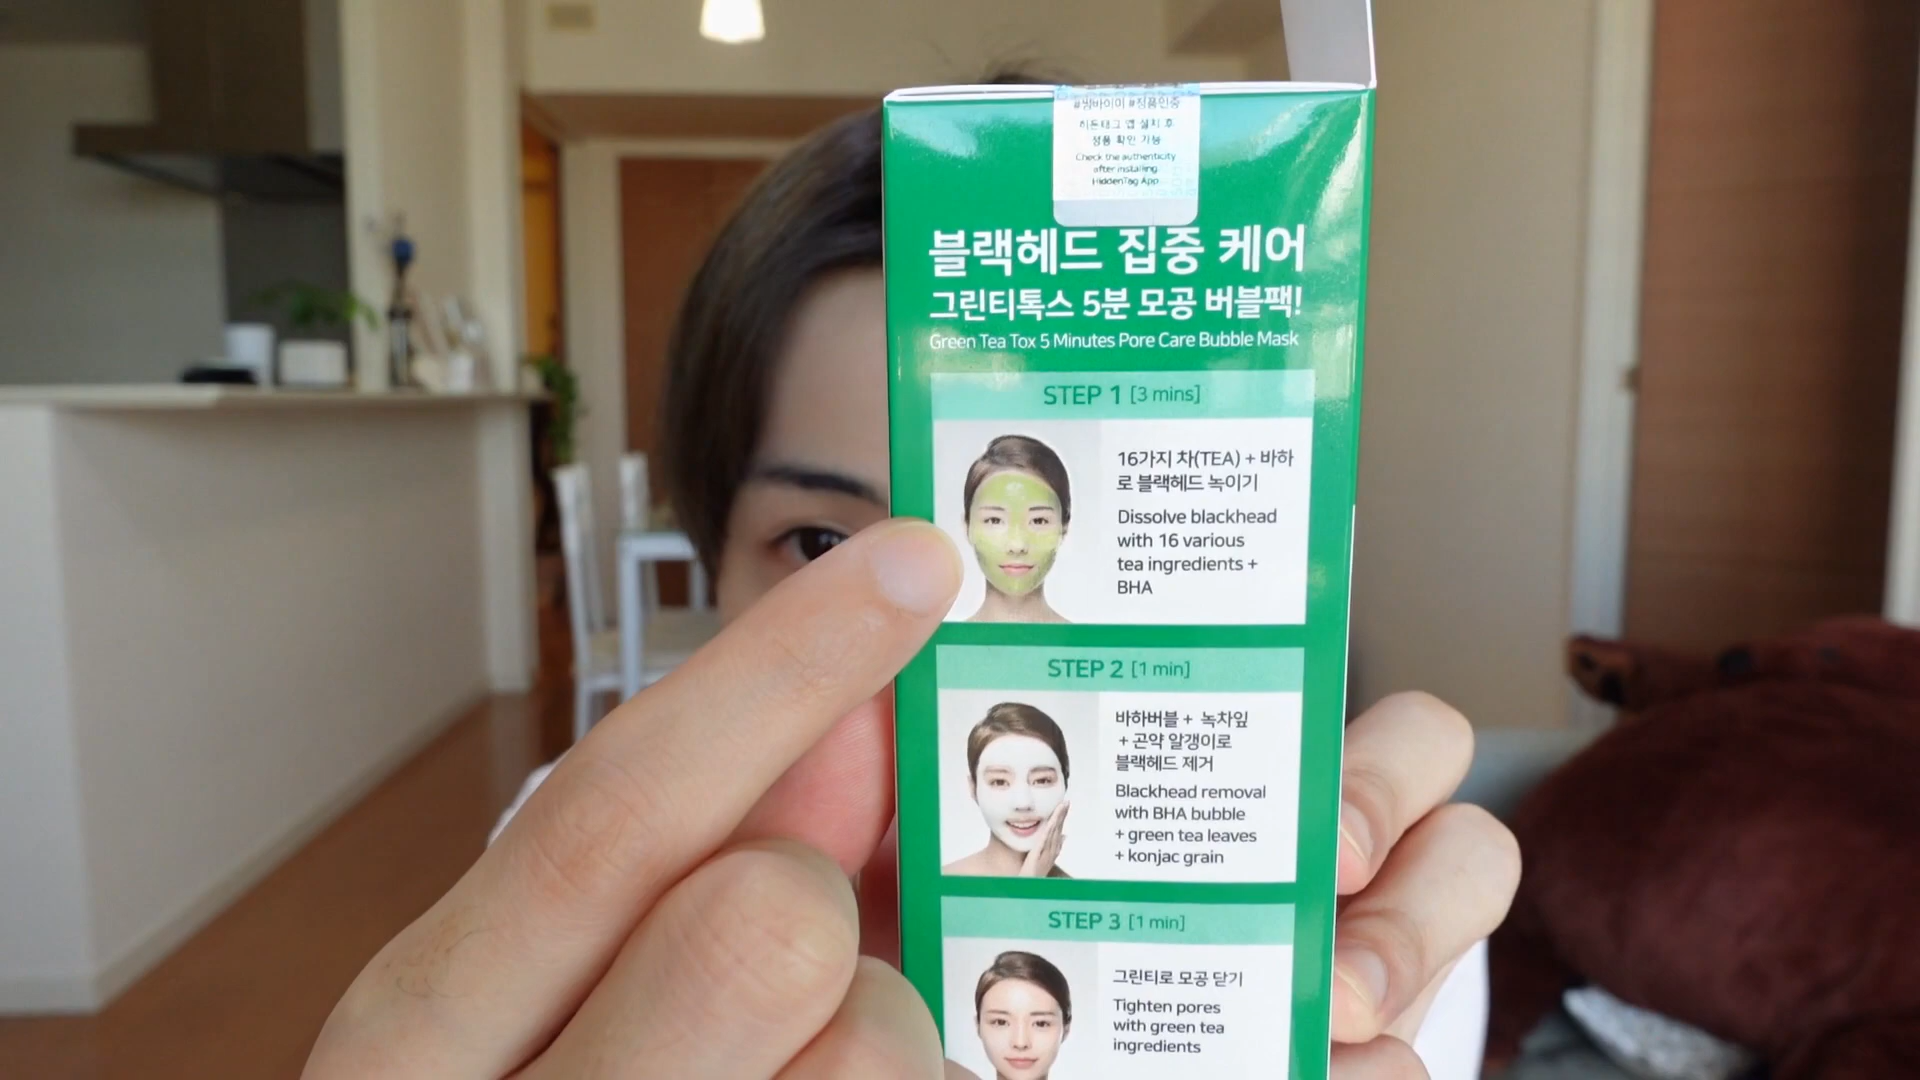 #빔바이미 #정품인증
히든태그 앱 설치 후
정품 확인 가능
Check the authenticity
after installing
HiddenTag App
블랙헤드 집중 케어
그린티톡스 5분 모공 버블팩!
Green Tea Tox 5 Minutes Pore Care Bubble Mask
STEP 1 [3 mins]
16가지 차(TEA) + 바하
로 블랙헤드 녹이기
Dissolve blackhead
with 16 various
tea ingredients +
BHA
STEP 2 [1 min]
바하버블 + 녹차잎
+ 곤약 알갱이로
블랙헤드 제거
Blackhead removal
with BHA bubble
+ green tea leaves
+ konjac grain
STEP 3 [1 min]
그린티로 모공 닫기
Tighten pores
with green tea
ingredients